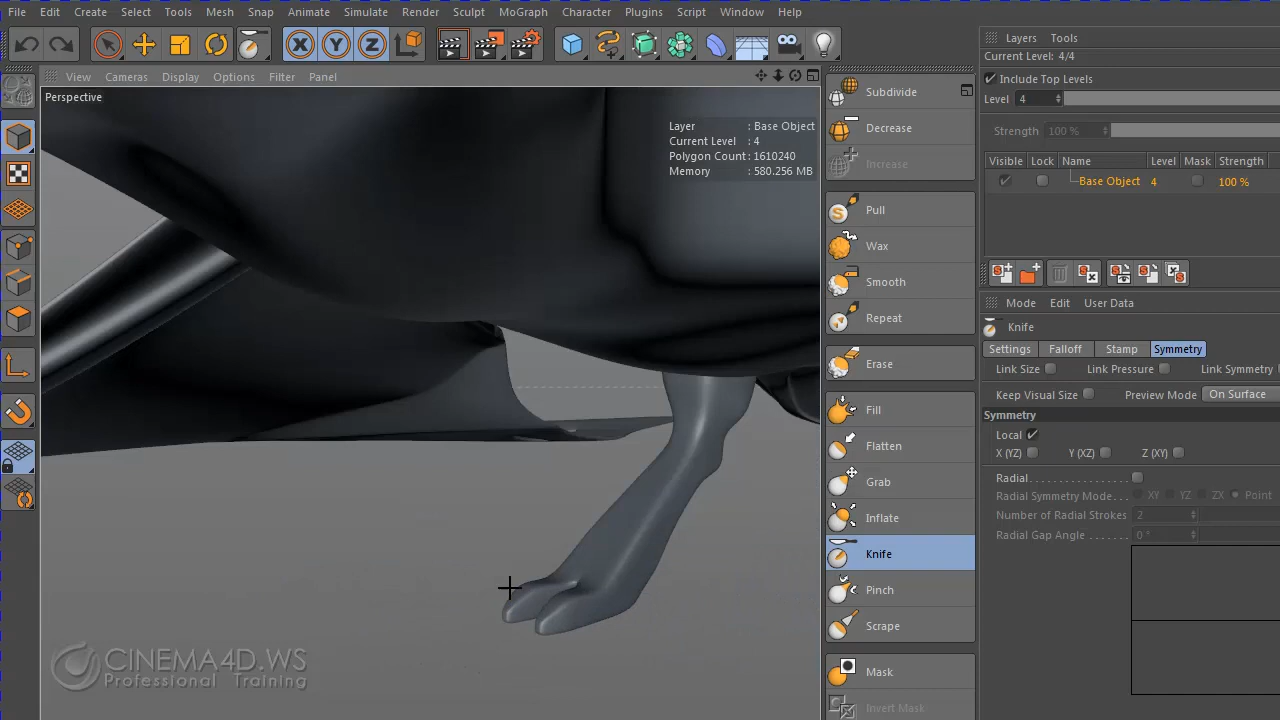 File Edit Create Select Tools Mesh Snap Animate Simulate Render Sculpt MoGraph Character Plugins Script Window Help
X Y Z
Layers Tools
Current Level: 4/4
View Cameras Display Options Filter Panel
Include Top Levels
Level 4
Strength 100 %
Visible Lock Name Level Mask Strength
Base Object 4 100 %
Perspective
Layer : Base Object
Current Level : 4
Polygon Count : 1610240
Memory : 580.256 MB
Subdivide
Decrease
Increase
Pull
Wax
Smooth
Repeat
Erase
Fill
Flatten
Grab
Inflate
Knife
Pinch
Scrape
Mask
Invert Mask
Mode Edit User Data
Knife
Settings Falloff Stamp Symmetry
Link Size Link Pressure Link Symmetry
Keep Visual Size Preview Mode On Surface
Symmetry
Local
X (YZ) Y (XZ) Z (XY)
Radial
Radial Symmetry Mode XY YZ ZX Point
Number of Radial Strokes 2
Radial Gap Angle 0 °
CINEMA4D.WS
Professional Training